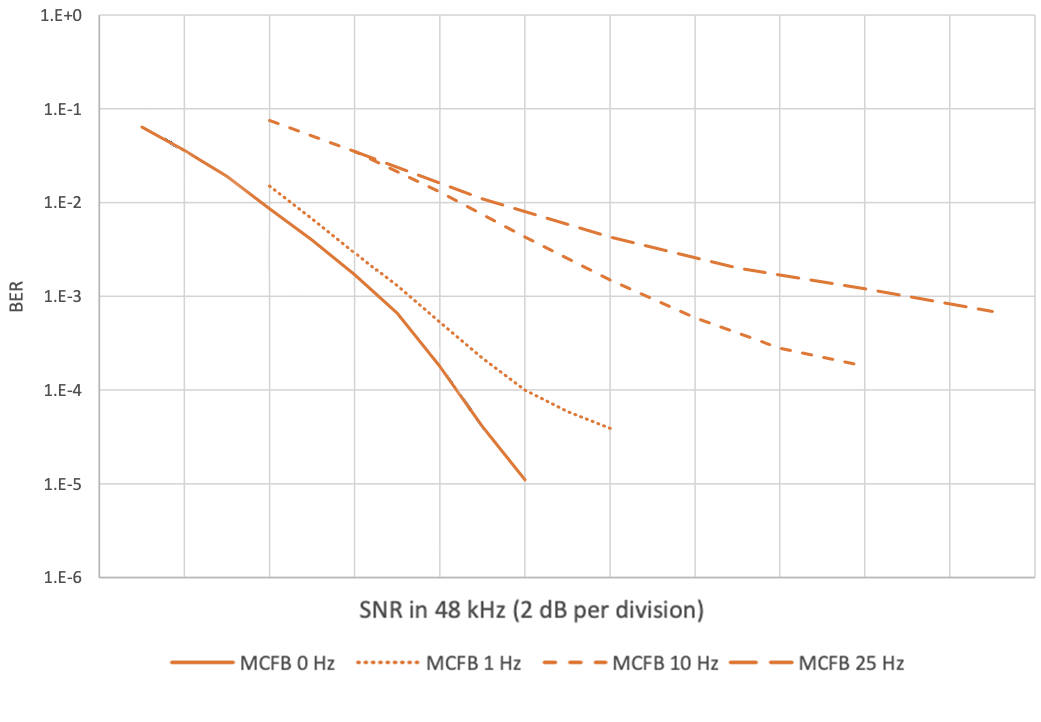 1.E+0
1.E-1
1.E-2
1.E-3
1.E-4
1.E-5
1.E-6
BER
SNR in 48 kHz (2 dB per division)
MCFB 0 Hz MCFB 1 Hz MCFB 10 Hz MCFB 25 Hz